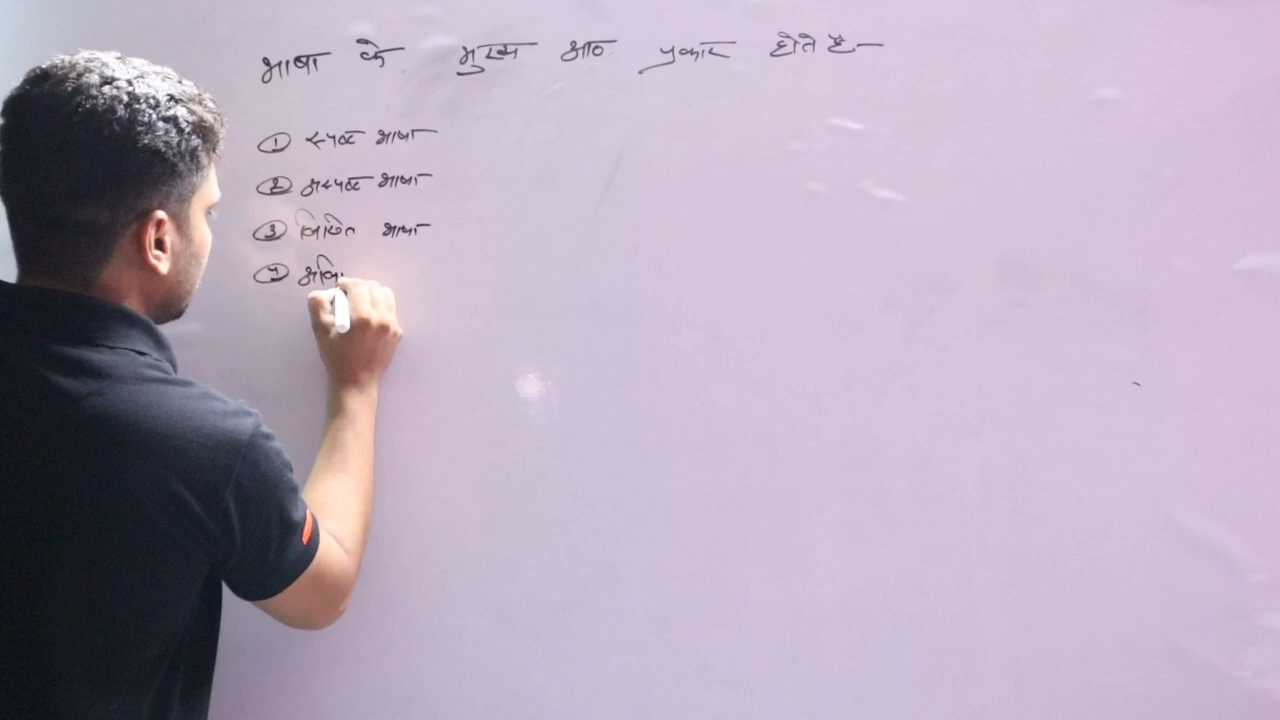 भाषा के मुख्य आठ प्रकार होते है—
① स्पष्ट भाषा
② अस्पष्ट भाषा
③ लिखित भाषा
④